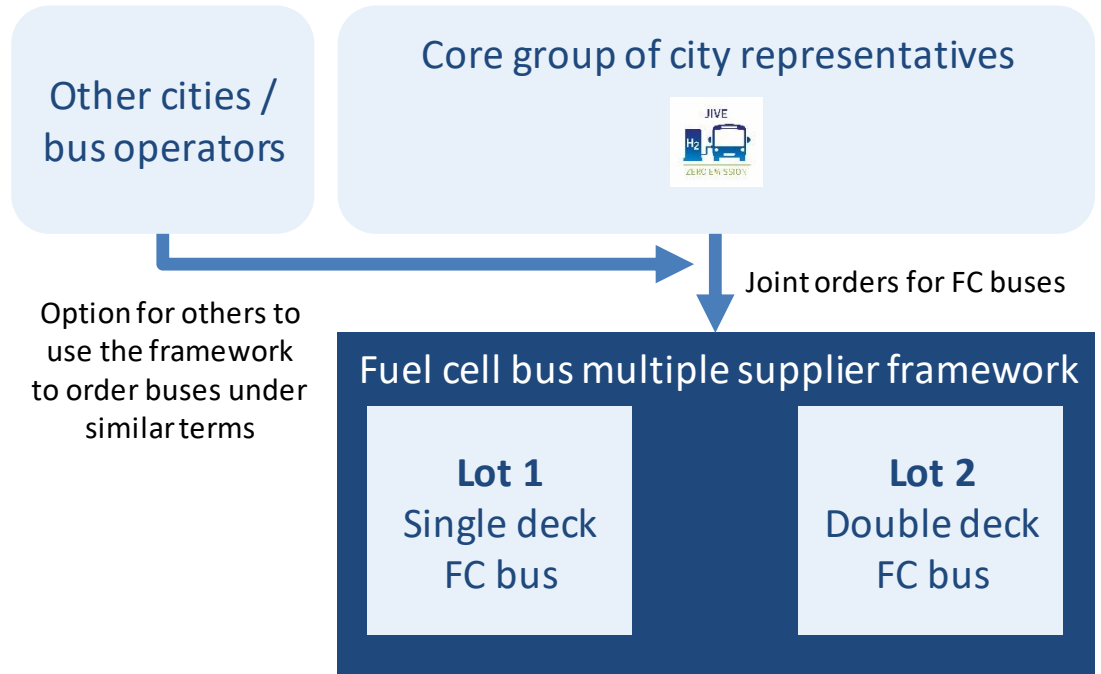 Other cities /
bus operators
Core group of city representatives
JIVE
H2
ZERO EMISSION
Joint orders for FC buses
Option for others to
use the framework
to order buses under
similar terms
Fuel cell bus multiple supplier framework
Lot 1
Single deck
FC bus
Lot 2
Double deck
FC bus